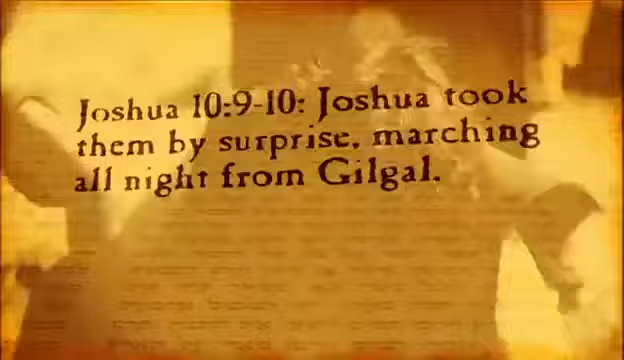 Joshua 10:9-10: Joshua took
them by surprise, marching
all night from Gilgal.